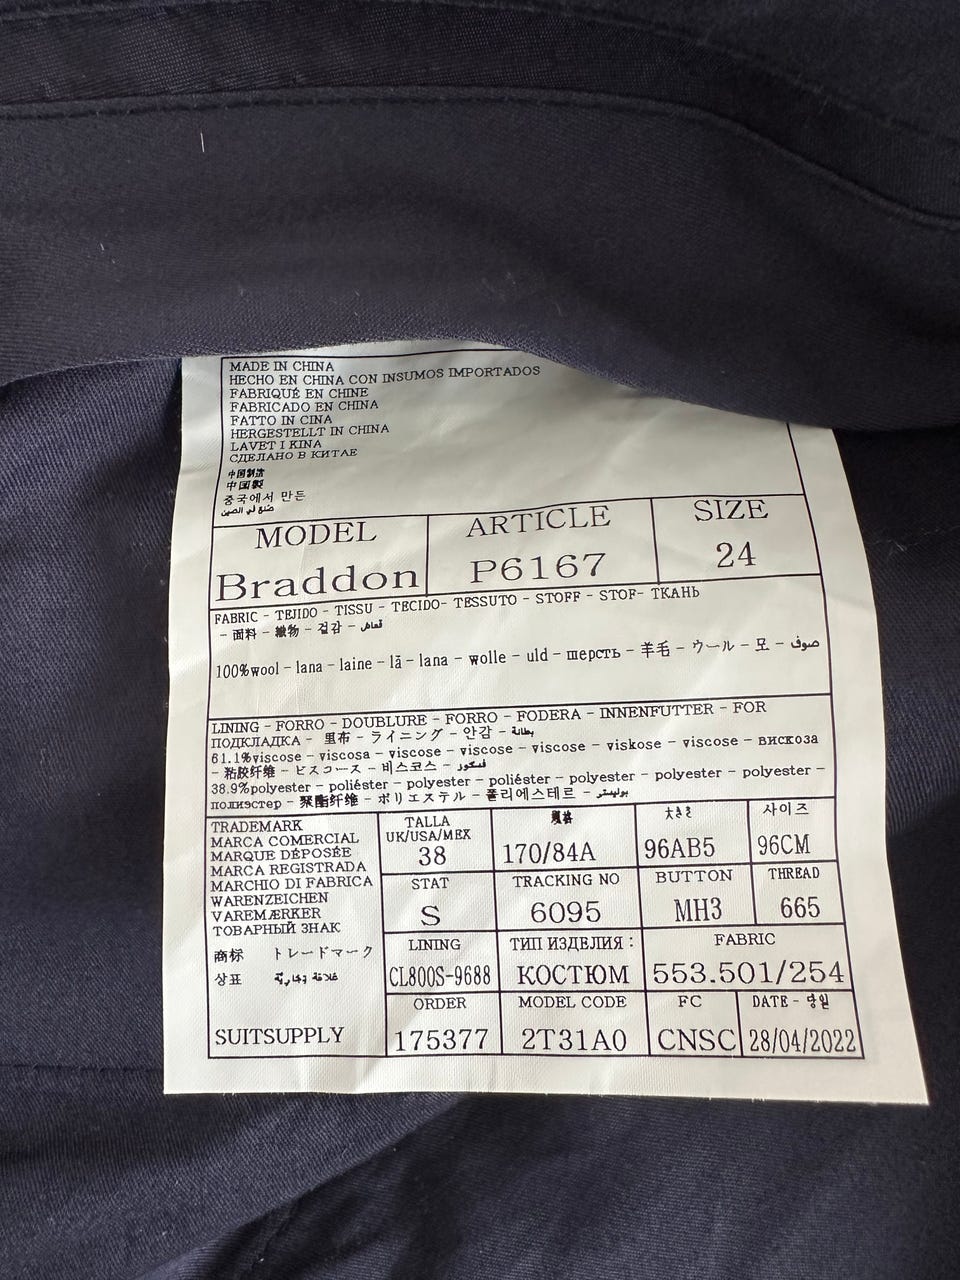 MADE IN CHINA
HECHO EN CHINA CON INSUMOS IMPORTADOS
FABRIQUÉ EN CHINE
FABRICADO EN CHINA
FATTO IN CINA
HERGESTELLT IN CHINA
LAVET I KINA
СДЕЛАНО В КИТАЕ
中国制造
中国製
중국에서 만든
صنع في الصين
MODEL ARTICLE SIZE
Braddon P6167 24
FABRIC - TEJIDO - TISSU - TECIDO- TESSUTO - STOFF - STOF- ТКАНЬ
- 面料 - 織物 - 겉감 - قماش
100%wool - lana - laine - lã - lana - wolle - uld - шерсть - 羊毛 - ウール - 모 - صوف
LINING - FORRO - DOUBLURE - FORRO - FODERA - INNENFUTTER - FOR
ПОДКЛАДКА - 里布 - ライニング - 안감 - بطانة
61.1%viscose - viscosa - viscose - viscose - viscose - viskose - viscose - вискоза
- 粘胶纤维 - ビスコース - 비스코스 - فسكوز
38.9%polyester - poliéster - polyester - poliéster - polyester - polyester - polyester -
полиэстер - 聚酯纤维 - ポリエステル - 폴리에스테르 - بوليستر
TRADEMARK
MARCA COMERCIAL
MARQUE DÉPOSÉE
MARCA REGISTRADA
MARCHIO DI FABRICA
WARENZEICHEN
VAREMÆRKER
ТОВАРНЫЙ ЗНАК
商标 トレードマーク
상표 علامة تجارية
SUITSUPPLY
TALLA 規格 大きさ 사이즈
UK/USA/MEX
38 170/84A 96AB5 96CM
STAT TRACKING NO BUTTON THREAD
S 6095 MH3 665
LINING ТИП ИЗДЕЛИЯ : FABRIC
CL800S-9688 КОСТЮМ 553.501/254
ORDER MODEL CODE FC DATE -
175377 2T31A0 CNSC 28/04/2022